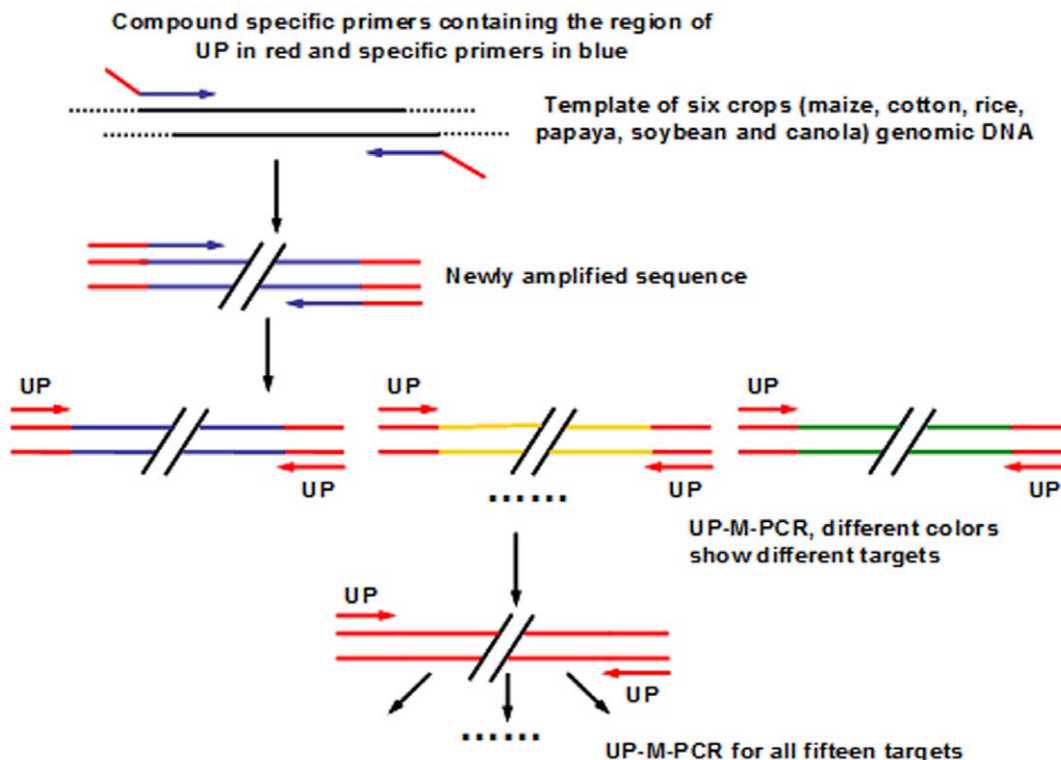 Compound specific primers containing the region of
UP in red and specific primers in blue
Template of six crops (maize, cotton, rice,
papaya, soybean and canola) genomic DNA
Newly amplified sequence
UP
UP
UP
UP
UP
UP
......
UP-M-PCR, different colors
show different targets
UP
UP
......
UP-M-PCR for all fifteen targets